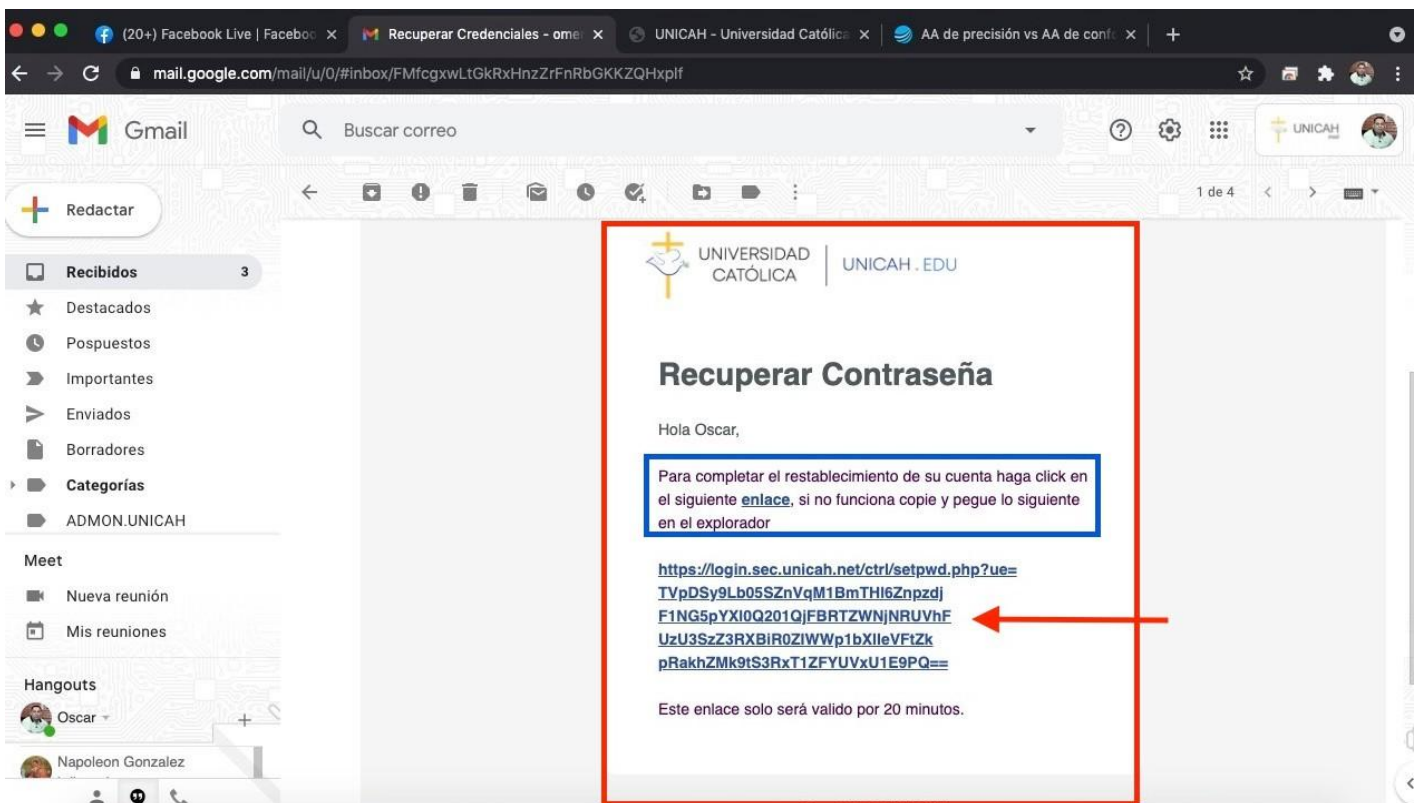 (20+) Facebook Live | Faceboo
Recuperar Credenciales - ome
UNICAH - Universidad Católica
AA de precisión vs AA de confo
mail.google.com/mail/u/0/#inbox/FMfcgxwLtGkRxHnzZrFnRbGKKZQHxplf
Gmail
Buscar correo
UNICAH
Redactar
1 de 4
Recibidos 3
Destacados
Pospuestos
Importantes
Enviados
Borradores
Categorías
ADMON.UNICAH
Meet
Nueva reunión
Mis reuniones
Hangouts
Oscar
Napoleon Gonzalez
UNIVERSIDAD
CATÓLICA
UNICAH.EDU
Recuperar Contraseña
Hola Oscar,
Para completar el restablecimiento de su cuenta haga click en
el siguiente enlace, si no funciona copie y pegue lo siguiente
en el explorador
https://login.sec.unicah.net/ctrl/setpwd.php?ue=
TVpDSy9Lb05SZnVqM1BmTHI6Znpzdj
F1NG5pYXI0Q201QjFBRTZWNjNRUVhF
UzU3SzZ3RXBiR0ZIWWp1bXlIeVFtZk
pRakhZMk9tS3RxT1ZFYUVxU1E9PQ==
Este enlace solo será valido por 20 minutos.